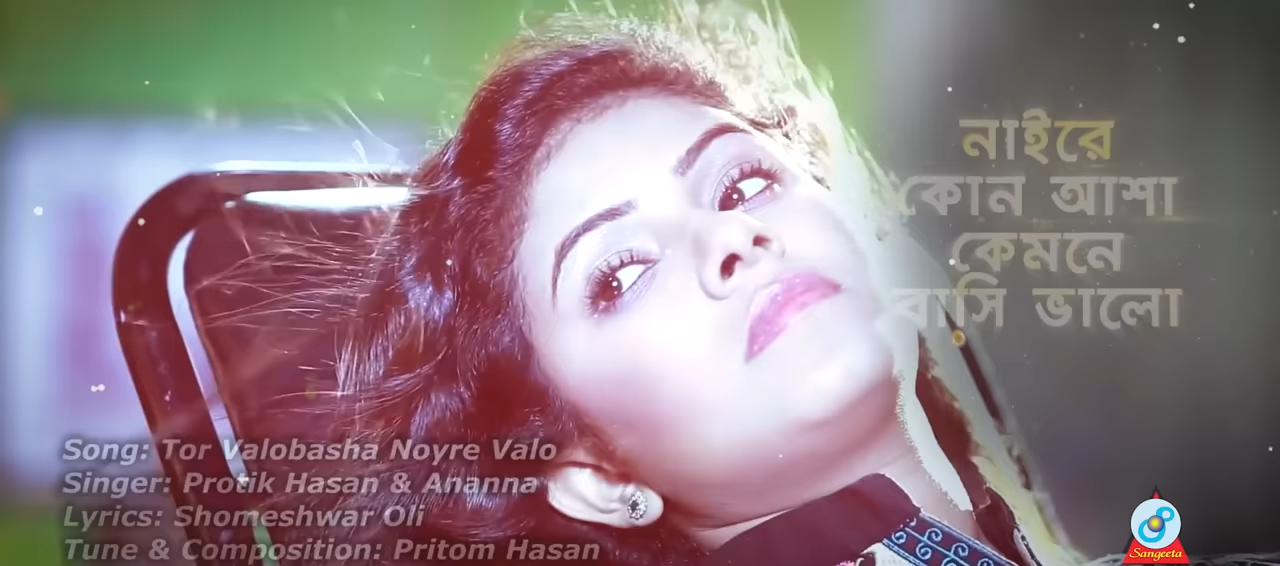 নাইরে
কোন আশা
কেমনে
বাসি ভালো
Song: Tor Valobasha Noyre Valo
Singer: Protik Hasan & Ananna
Lyrics: Shomeshwar Oli
Tune & Composition: Pritom Hasan
Sangeeta